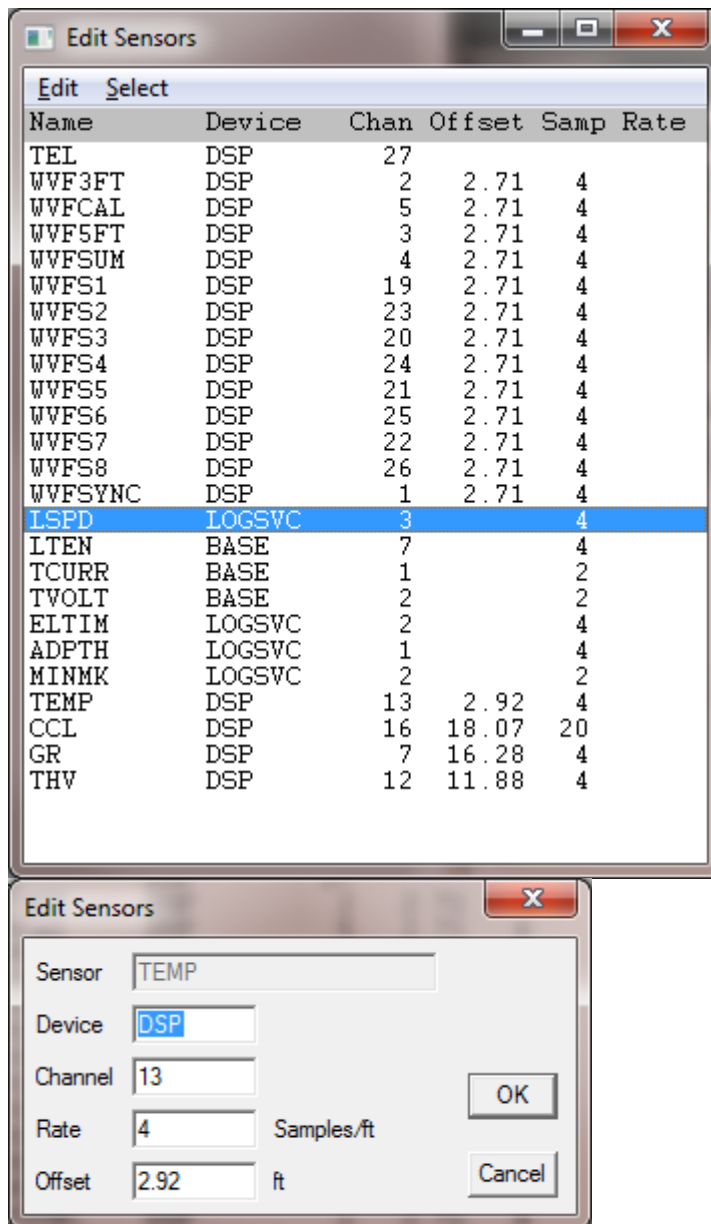 Edit Sensors
Edit Select
Name Device Chan Offset Samp Rate
TEL DSP 27
WVF3FT DSP 2 2.71 4
WVFCAL DSP 5 2.71 4
WVF5FT DSP 3 2.71 4
WVFSUM DSP 4 2.71 4
WVFS1 DSP 19 2.71 4
WVFS2 DSP 23 2.71 4
WVFS3 DSP 20 2.71 4
WVFS4 DSP 24 2.71 4
WVFS5 DSP 21 2.71 4
WVFS6 DSP 25 2.71 4
WVFS7 DSP 22 2.71 4
WVFS8 DSP 26 2.71 4
WVFSYNC DSP 1 2.71 4
LSPD LOGSVC 3 4
LTEN BASE 7 4
TCURR BASE 1 2
TVOLT BASE 2 2
ELTIM LOGSVC 2 4
ADPTH LOGSVC 1 4
MINMK LOGSVC 2 2
TEMP DSP 13 2.92 4
CCL DSP 16 18.07 20
GR DSP 7 16.28 4
THV DSP 12 11.88 4
Edit Sensors
Sensor TEMP
Device DSP
Channel 13
OK
Rate 4 Samples/ft
Offset 2.92 ft
Cancel